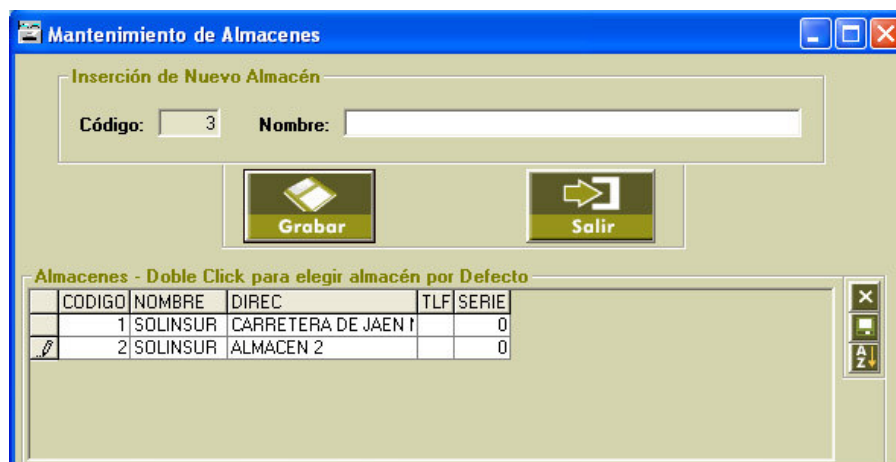 Mantenimiento de Almacenes
Inserción de Nuevo Almacén
Código: 3 Nombre:
Grabar Salir
Almacenes - Doble Click para elegir almacén por Defecto
CODIGO NOMBRE DIREC TLF SERIE
1 SOLINSUR CARRETERA DE JAEN 0
2 SOLINSUR ALMACEN 2 0
A
Z